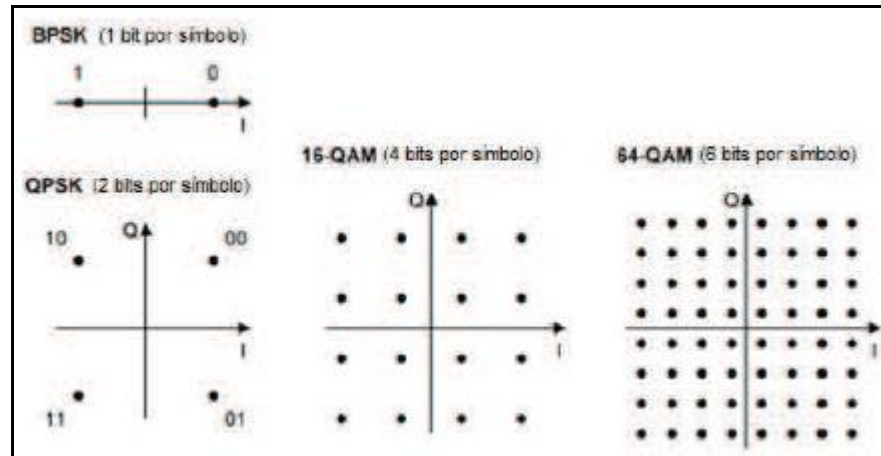 BPSK (1 bit por símbolo)
1 0
I
QPSK (2 bits por símbolo)
10 Q 00
I
11 01
16-QAM (4 bits por símbolo)
Q
I
64-QAM (6 bits por símbolo)
Q
I